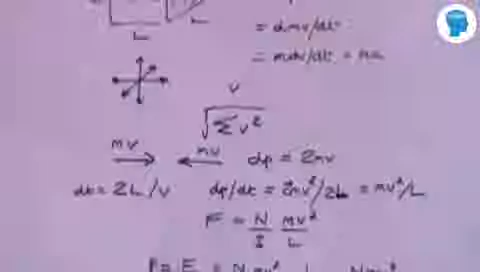 L
L
= dmv/dt
= mdv/dt = ma
v
√Σv²
mv mv dp = 2mv
dt = 2L/v dp/dt = 2mv²/2L = mv²/L
F = N/3 mv²/L